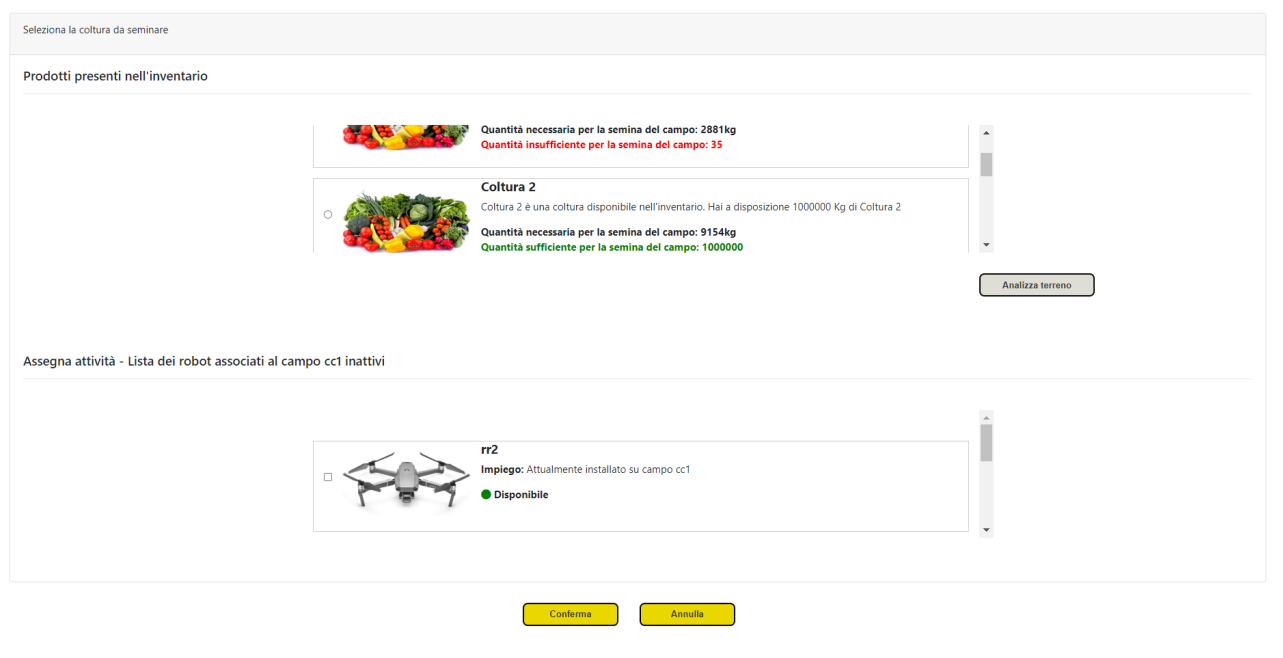 Seleziona la coltura da seminare
Prodotti presenti nell'inventario
Quantità necessaria per la semina del campo: 2881kg
Quantità insufficiente per la semina del campo: 35
Coltura 2
Coltura 2 è una coltura disponibile nell'inventario. Hai a disposizione 1000000 Kg di Coltura 2
Quantità necessaria per la semina del campo: 9154kg
Quantità sufficiente per la semina del campo: 1000000
Analizza terreno
Assegna attività - Lista dei robot associati al campo cc1 inattivi
rr2
Impiego: Attualmente installato su campo cc1
Disponibile
Conferma
Annulla